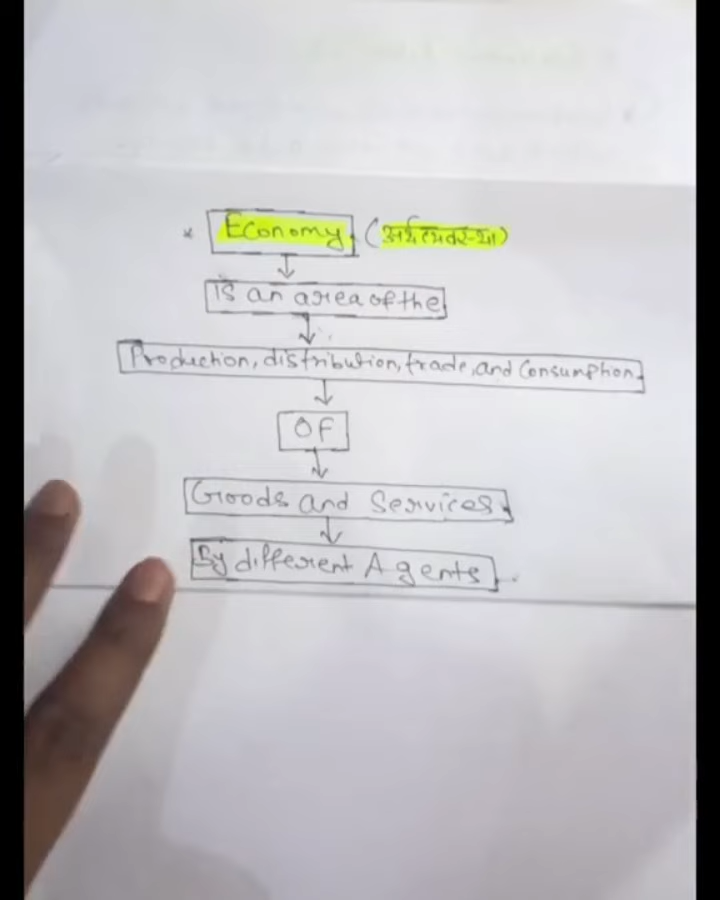 * Economy (अर्थव्यवस्था)
is an area of the
Production, distribution, trade, and Consumption.
OF
Goods and Services.
By different Agents.